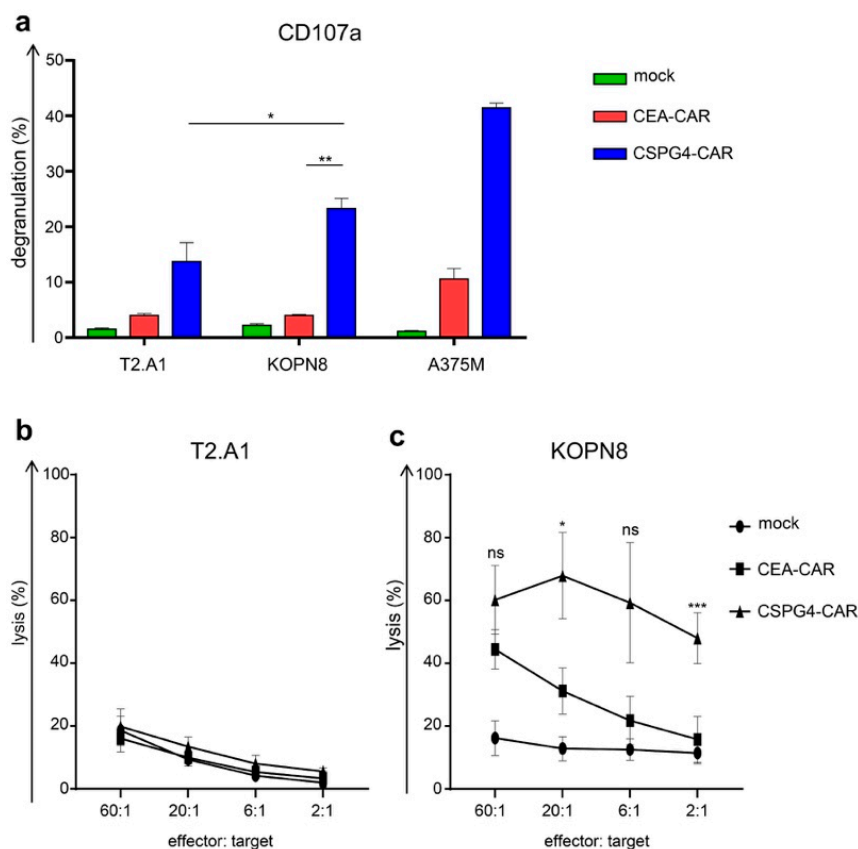 a
CD107a
degranulation (%)
50
40
30
20
10
0
*
**
T2.A1
KOPN8
A375M
mock
CEA-CAR
CSPG4-CAR
b
T2.A1
lysis (%)
100
80
60
40
20
0
60:1
20:1
6:1
2:1
effector: target
c
KOPN8
lysis (%)
100
80
60
40
20
0
ns
*
ns
***
60:1
20:1
6:1
2:1
effector: target
mock
CEA-CAR
CSPG4-CAR